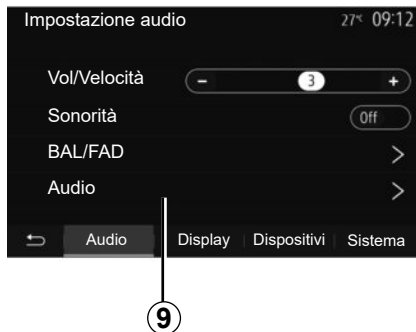 Impostazione audio 27°C 09:12
Vol/Velocità - 3 +
Sonorità Off
BAL/FAD >
Audio >
Audio Display Dispositivi Sistema
9